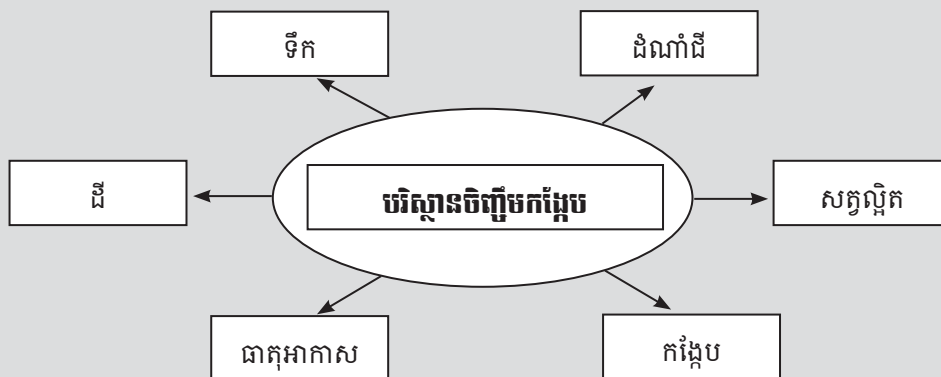 ទឹក
ដំណាំជី
ដី
បរិស្ថានចិញ្ចឹមកង្កែប
សត្វល្អិត
ធាតុអាកាស
កង្កែប